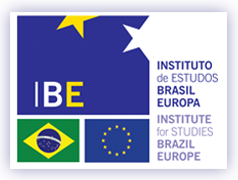 IBE
INSTITUTO
de ESTUDOS
BRASIL
EUROPA
INSTITUTE
for STUDIES
BRAZIL
EUROPE